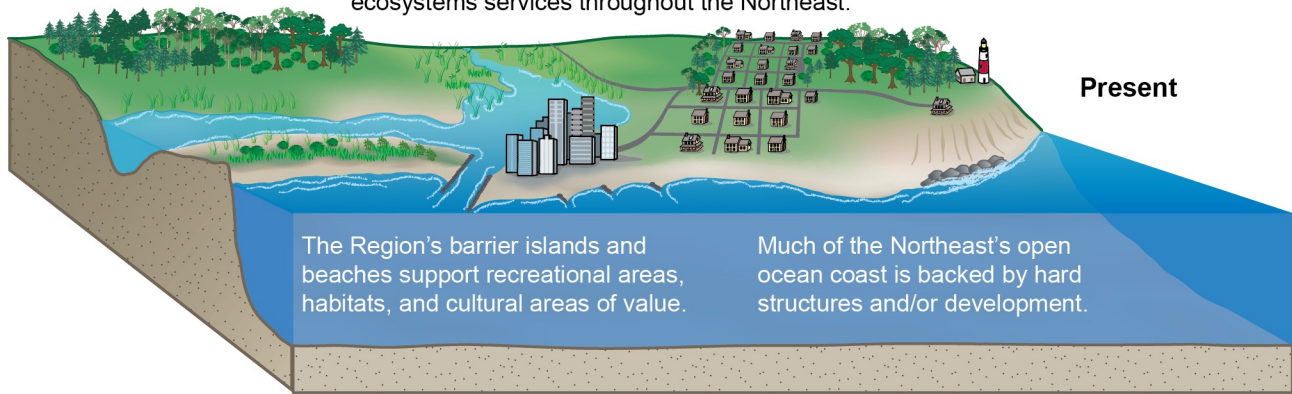 ecosystems services throughout the Northeast.
Present
The Region's barrier islands and
beaches support recreational areas,
habitats, and cultural areas of value.
Much of the Northeast's open
ocean coast is backed by hard
structures and/or development.